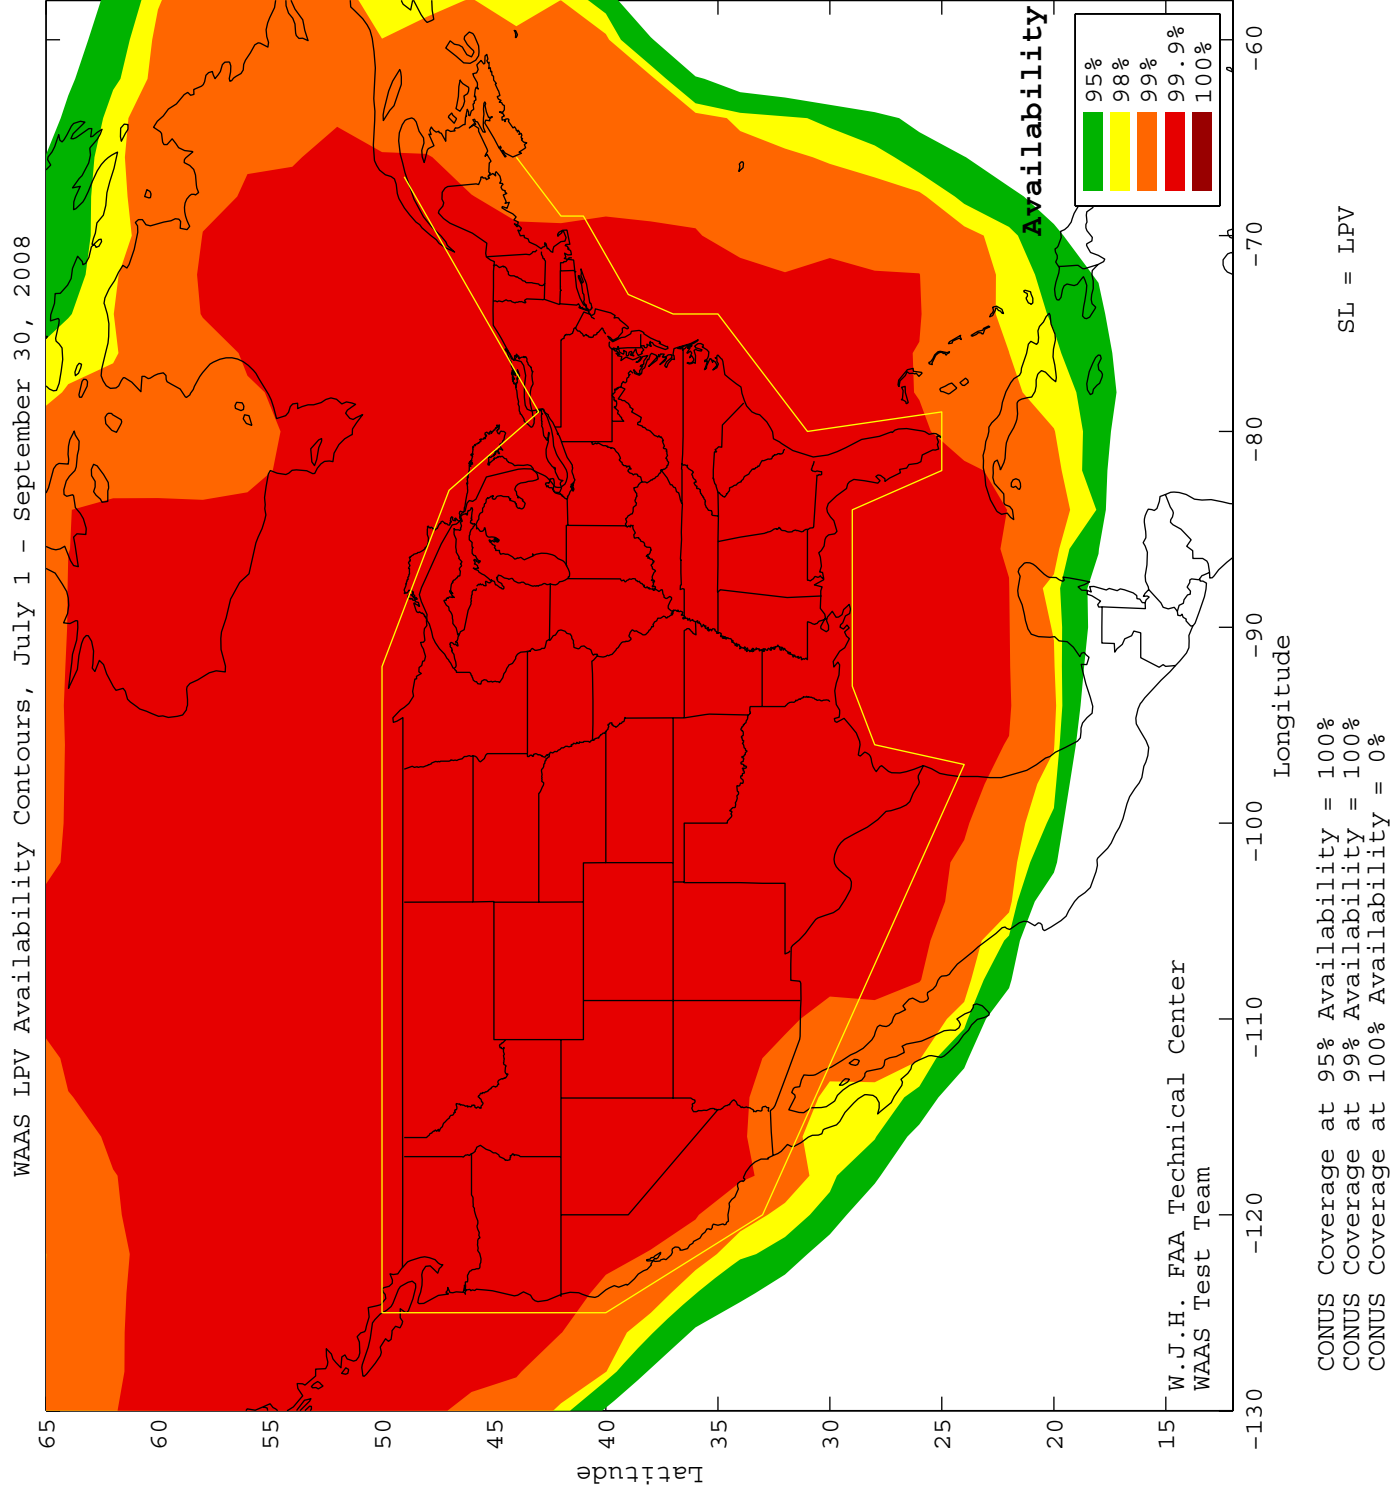 WAAS LPV Availability Contours, July 1 - September 30, 2008
Latitude
65
60
55
50
45
40
35
30
25
20
15
-130
-120
-110
-100
-90
-80
-70
-60
Longitude
Availability
95%
98%
99%
99.9%
100%
W.J.H. FAA Technical Center
WAAS Test Team
CONUS Coverage at 95% Availability = 100%
CONUS Coverage at 99% Availability = 100%
CONUS Coverage at 100% Availability = 0%
SL = LPV